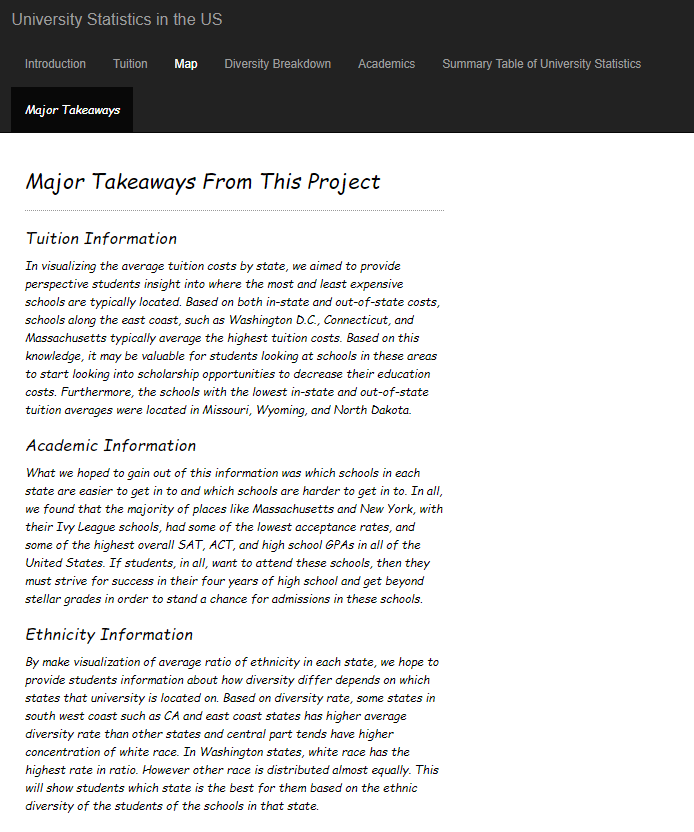 University Statistics in the US
Introduction Tuition Map Diversity Breakdown Academics Summary Table of University Statistics
Major Takeaways
Major Takeaways From This Project
Tuition Information
In visualizing the average tuition costs by state, we aimed to provide
perspective students insight into where the most and least expensive
schools are typically located. Based on both in-state and out-of-state costs,
schools along the east coast, such as Washington D.C., Connecticut, and
Massachusetts typically average the highest tuition costs. Based on this
knowledge, it may be valuable for students looking at schools in these areas
to start looking into scholarship opportunities to decrease their education
costs. Furthermore, the schools with the lowest in-state and out-of-state
tuition averages were located in Missouri, Wyoming, and North Dakota.
Academic Information
What we hoped to gain out of this information was which schools in each
state are easier to get in to and which schools are harder to get in to. In all,
we found that the majority of places like Massachusetts and New York, with
their Ivy League schools, had some of the lowest acceptance rates, and
some of the highest overall SAT, ACT, and high school GPAs in all of the
United States. If students, in all, want to attend these schools, then they
must strive for success in their four years of high school and get beyond
stellar grades in order to stand a chance for admissions in these schools.
Ethnicity Information
By make visualization of average ratio of ethnicity in each state, we hope to
provide students information about how diversity differ depends on which
states that university is located on. Based on diversity rate, some states in
south west coast such as CA and east coast states has higher average
diversity rate than other states and central part tends have higher
concentration of white race. In Washington states, white race has the
highest rate in ratio. However other race is distributed almost equally. This
will show students which state is the best for them based on the ethnic
diversity of the students of the schools in that state.